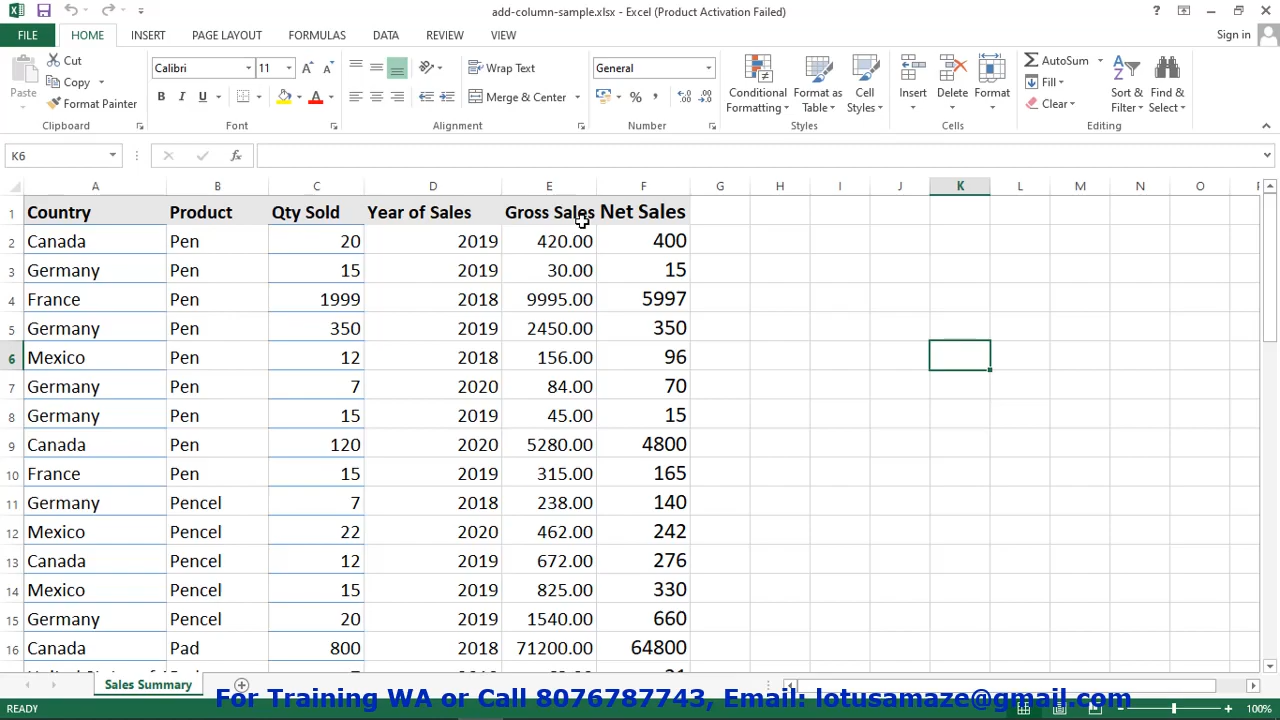 add-column-sample.xlsx - Excel (Product Activation Failed)
FILE HOME INSERT PAGE LAYOUT FORMULAS DATA REVIEW VIEW Sign in
Paste
Cut
Copy
Format Painter
Clipboard
Calibri 11
B I U
Font
Wrap Text
Merge & Center
Alignment
General
% ,
Number
Conditional Formatting
Format as Table
Cell Styles
Styles
Insert
Delete
Format
Cells
AutoSum
Fill
Clear
Sort & Filter
Find & Select
Editing
K6
A B C D E F G H I J K L M N O
1 Country Product Qty Sold Year of Sales Gross Sales Net Sales
2 Canada Pen 20 2019 420.00 400
3 Germany Pen 15 2019 30.00 15
4 France Pen 1999 2018 9995.00 5997
5 Germany Pen 350 2019 2450.00 350
6 Mexico Pen 12 2018 156.00 96
7 Germany Pen 7 2020 84.00 70
8 Germany Pen 15 2019 45.00 15
9 Canada Pen 120 2020 5280.00 4800
10 France Pen 15 2019 315.00 165
11 Germany Pencel 7 2018 238.00 140
12 Mexico Pencel 22 2020 462.00 242
13 Canada Pencel 12 2019 672.00 276
14 Mexico Pencel 15 2019 825.00 330
15 Germany Pencel 20 2019 1540.00 660
16 Canada Pad 800 2018 71200.00 64800
Sales Summary
For Training WA or Call 8076787743, Email: lotusamaze@gmail.com
READY 100%